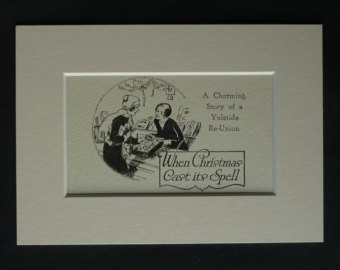 A Charming
Story of a
Yuletide
Re-Union
When Christmas
Cast its Spell